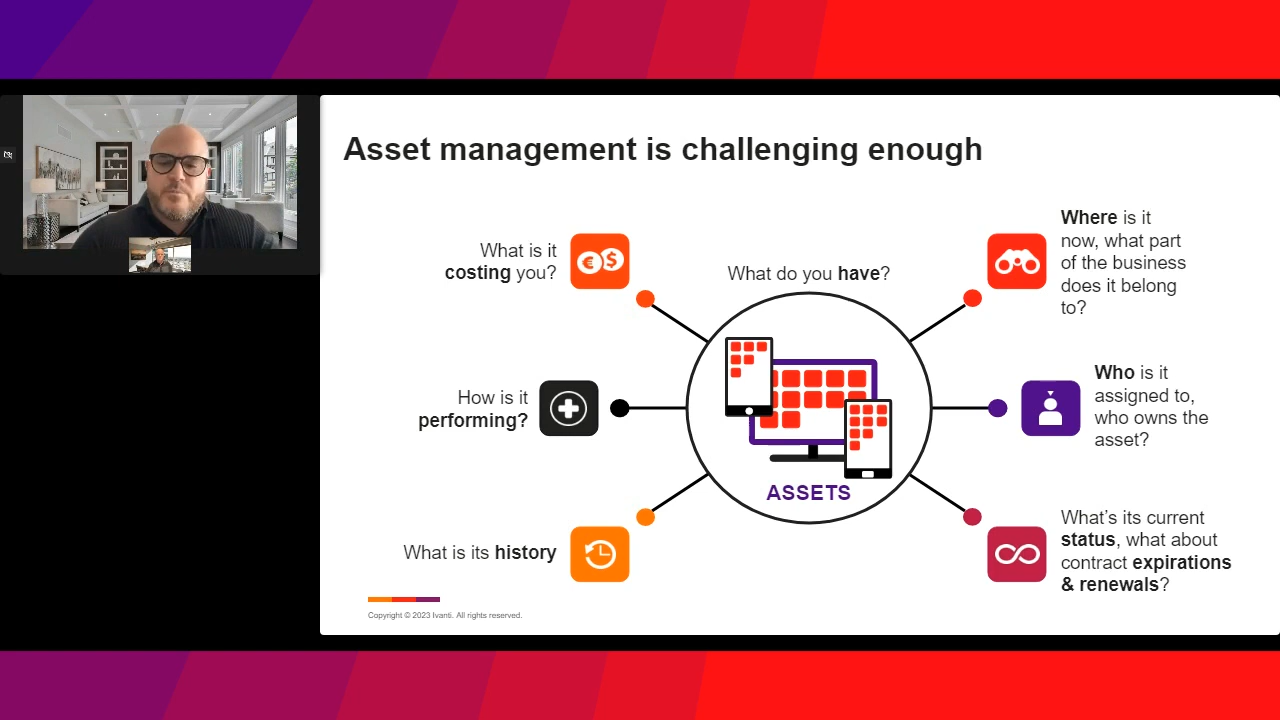 Asset management is challenging enough
What is it
costing you?
How is it
performing?
What is its history
What do you have?
ASSETS
Where is it
now, what part
of the business
does it belong
to?
Who is it
assigned to,
who owns the
asset?
What's its current
status, what about
contract expirations
& renewals?
Copyright © 2023 Ivanti. All rights reserved.